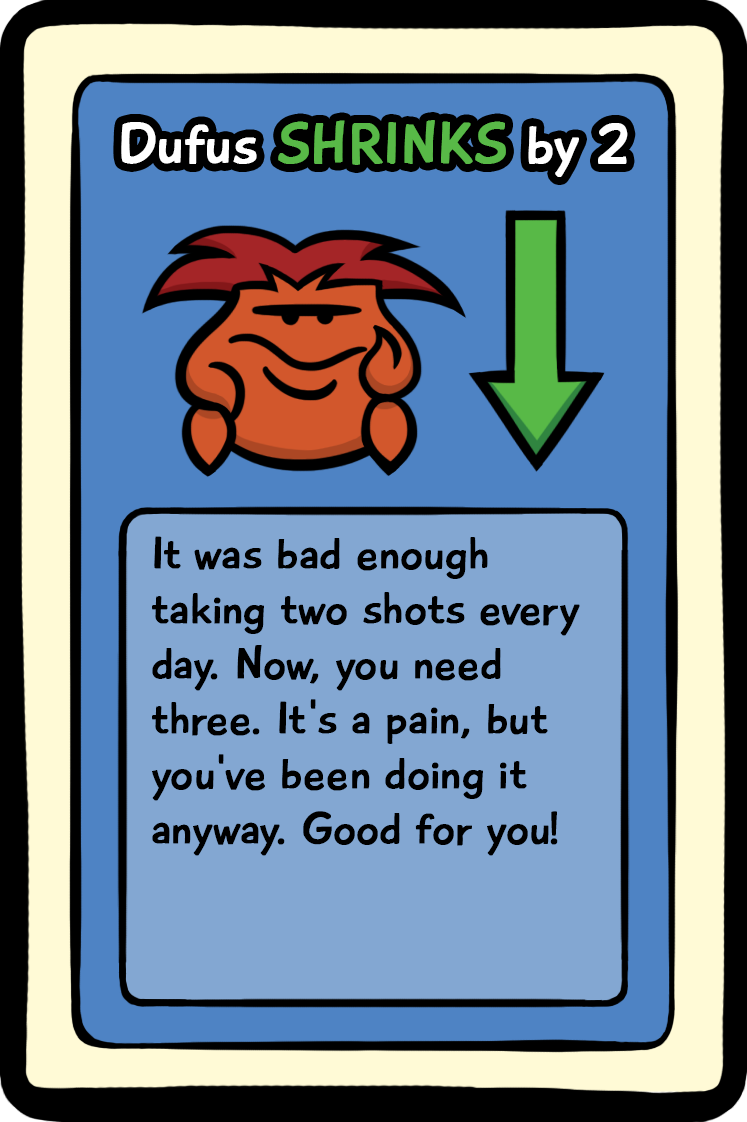 Dufus SHRINKS by 2
It was bad enough
taking two shots every
day. Now, you need
three. It's a pain, but
you've been doing it
anyway. Good for you!